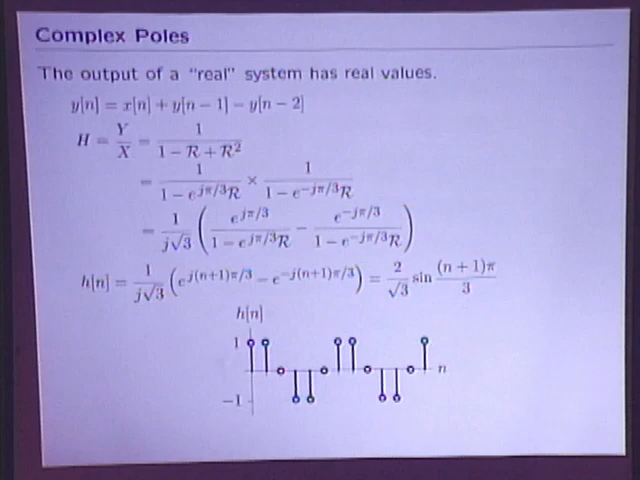 Complex Poles
The output of a "real" system has real values.
y[n] = x[n] + y[n − 1] − y[n − 2]
H = Y/X = 1/(1 − R + R²)
= 1/(1 − e^{jπ/3}R) × 1/(1 − e^{−jπ/3}R)
= 1/(j√3) ( e^{jπ/3}/(1 − e^{jπ/3}R) − e^{−jπ/3}/(1 − e^{−jπ/3}R) )
h[n] = 1/(j√3) ( e^{j(n+1)π/3} − e^{−j(n+1)π/3} ) = 2/√3 sin (n + 1)π/3
h[n]
1
n
−1